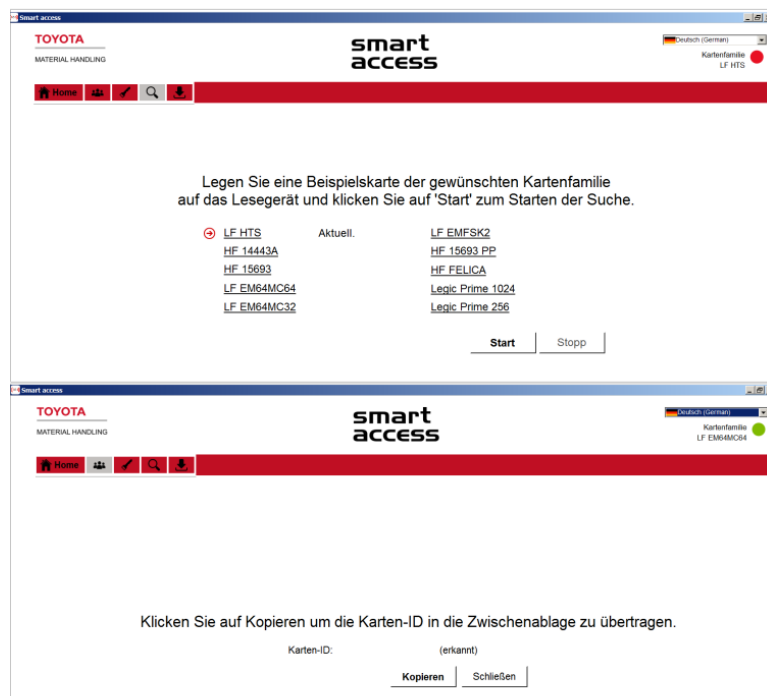 Smart access
TOYOTA
MATERIAL HANDLING
smart
access
Deutsch (German)
Kartenfamilie
LF HTS
Home
Legen Sie eine Beispielskarte der gewünschten Kartenfamilie
auf das Lesegerät und klicken Sie auf 'Start' zum Starten der Suche.
LF HTS Aktuell. LF EMFSK2
HF 14443A HF 15693 PP
HF 15693 HF FELICA
LF EM64MC64 Legic Prime 1024
LF EM64MC32 Legic Prime 256
Start Stopp
Smart access
TOYOTA
MATERIAL HANDLING
smart
access
Deutsch (German)
Kartenfamilie
LF EM64MC64
Home
Klicken Sie auf Kopieren um die Karten-ID in die Zwischenablage zu übertragen.
Karten-ID: (erkannt)
Kopieren Schließen